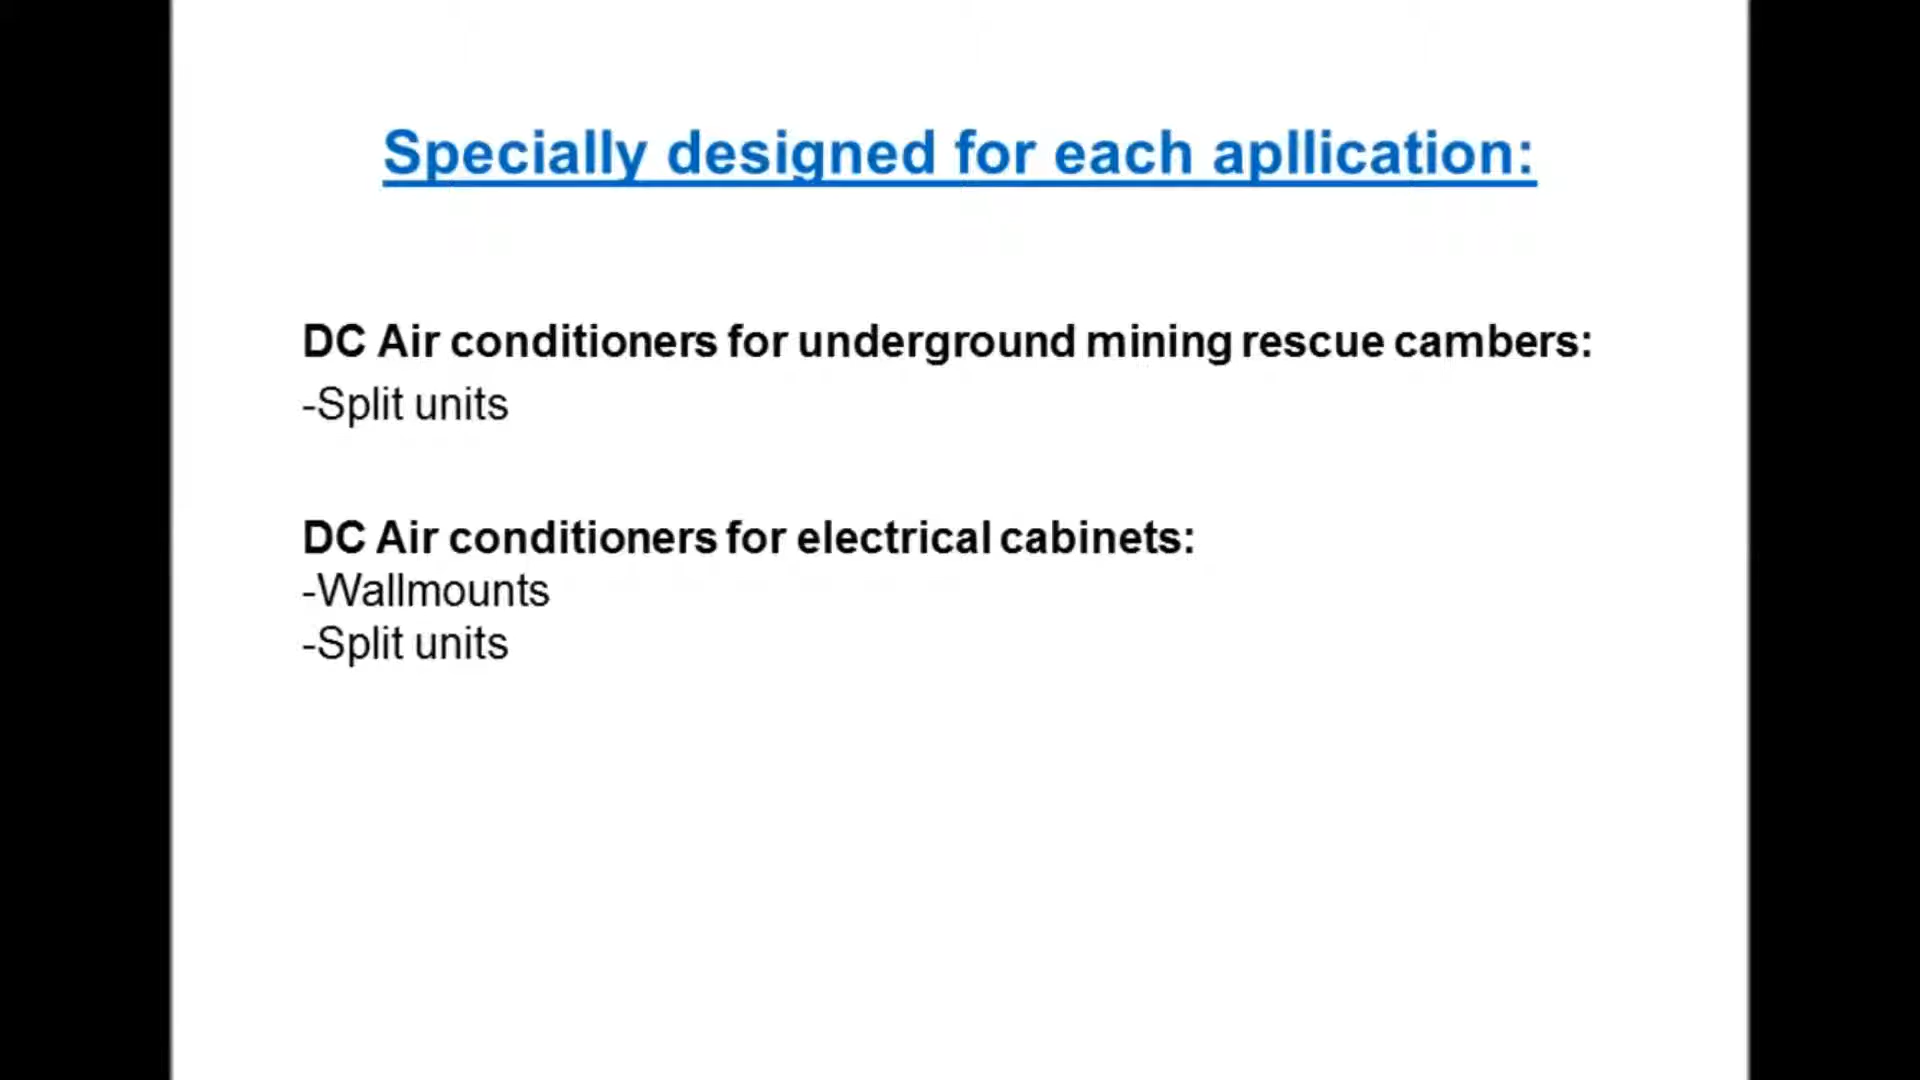 Specially designed for each apllication:
DC Air conditioners for underground mining rescue cambers:
-Split units
DC Air conditioners for electrical cabinets:
-Wallmounts
-Split units